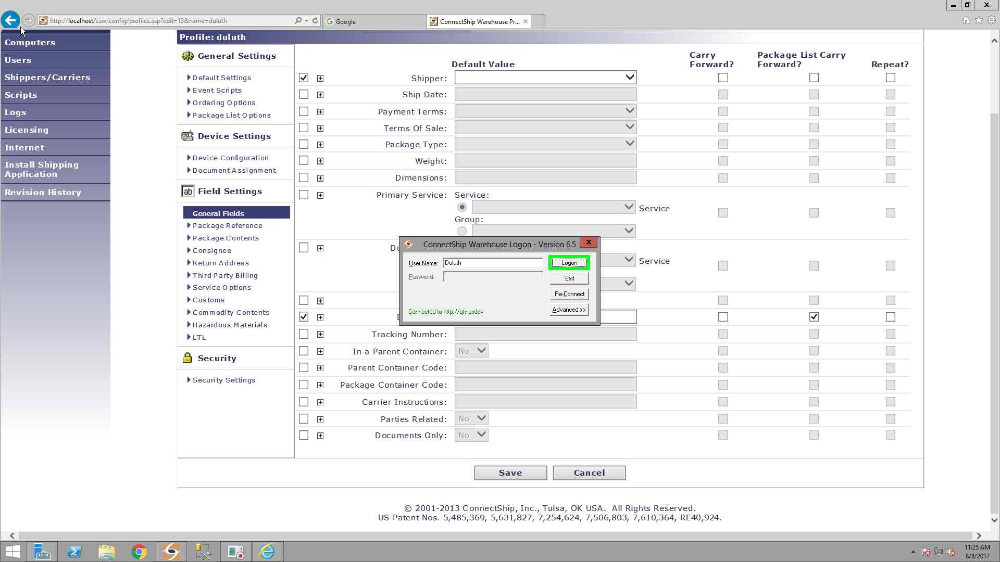 http://localhost/csw/config/profiles.asp?edit=13&name=duluth
Google
ConnectShip Warehouse Pr...
Computers
Users
Shippers/Carriers
Scripts
Logs
Licensing
Internet
Install Shipping
Application
Revision History
Profile: duluth
General Settings
Default Settings
Event Scripts
Ordering Options
Package List Options
Device Settings
Device Configuration
Document Assignment
Field Settings
ab
General Fields
Package Reference
Package Contents
Consignee
Return Address
Third Party Billing
Service Options
Customs
Commodity Contents
Hazardous Materials
LTL
Security
Security Settings
Default Value
Carry
Forward?
Package List Carry
Forward?
Repeat?
Shipper:
Ship Date:
Payment Terms:
Terms Of Sale:
Package Type:
Weight:
Dimensions:
Primary Service: Service:
Service
Group:
Service
ConnectShip Warehouse Logon - Version 6.5
User Name: Duluth
Logon
Password:
Exit
Re-Connect
Connected to http://qts-csdev
Advanced >>
Tracking Number:
In a Parent Container: No
Parent Container Code:
Package Container Code:
Carrier Instructions:
Parties Related: No
Documents Only: No
Save
Cancel
© 2001-2013 ConnectShip, Inc., Tulsa, OK USA. All Rights Reserved.
US Patent Nos. 5,485,369, 5,631,827, 7,254,624, 7,506,803, 7,610,364, RE40,924.
11:25 AM
8/8/2017